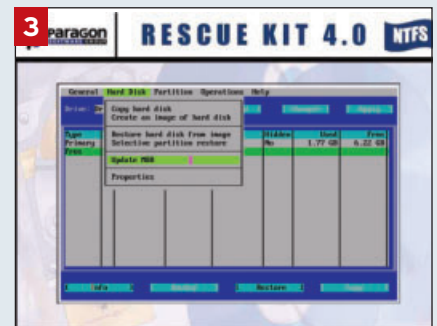 3
Paragon
RESCUE KIT 4.0
NTFS
General Hard Disk Partition Operations Help
Copy hard disk
Create an image of hard disk
Restore hard disk from image
Selective partition restore
Update MBR
Properties
Type Hidden Used Free
Primary No 1.77 GB 6.22 GB
Free
Info Restore